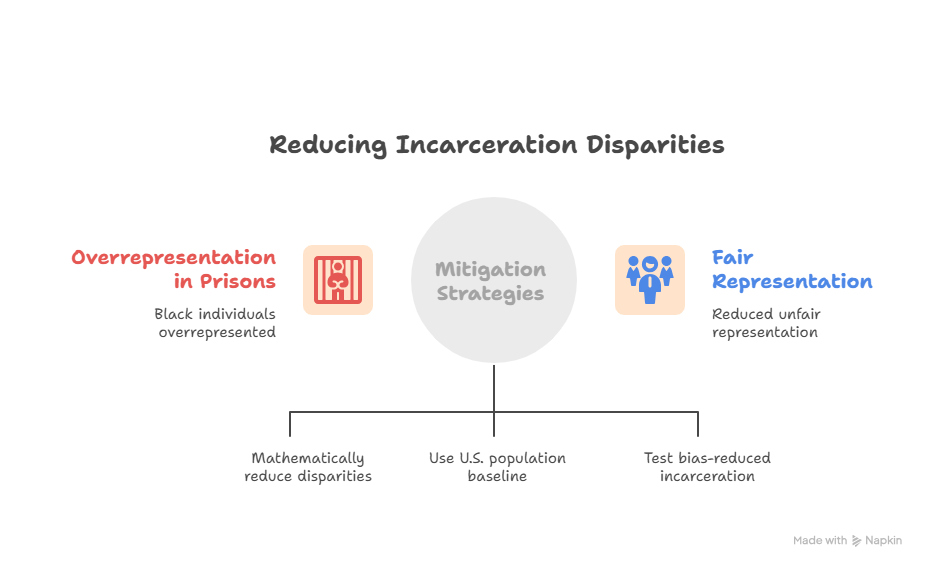 Reducing Incarceration Disparities
Overrepresentation
in Prisons
Black individuals
overrepresented
Mitigation
Strategies
Fair
Representation
Reduced unfair
representation
Mathematically
reduce disparities
Use U.S. population
baseline
Test bias-reduced
incarceration
Made with Napkin